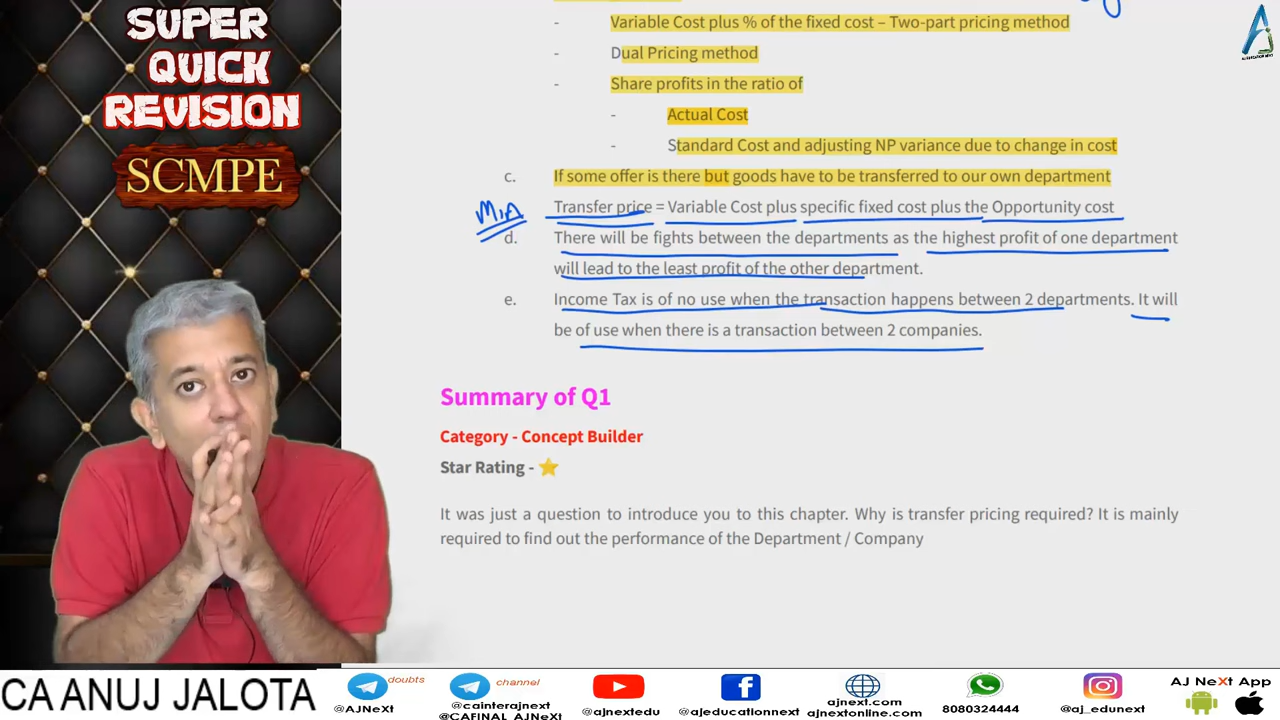 SUPER
QUICK
REVISION
SCMPE
- Variable Cost plus % of the fixed cost – Two-part pricing method
- Dual Pricing method
- Share profits in the ratio of
- Actual Cost
- Standard Cost and adjusting NP variance due to change in cost
c. If some offer is there but goods have to be transferred to our own department
Transfer price = Variable Cost plus specific fixed cost plus the Opportunity cost
d. There will be fights between the departments as the highest profit of one department
will lead to the least profit of the other department.
e. Income Tax is of no use when the transaction happens between 2 departments. It will
be of use when there is a transaction between 2 companies.
Summary of Q1
Category - Concept Builder
Star Rating - ⭐
It was just a question to introduce you to this chapter. Why is transfer pricing required? It is mainly
required to find out the performance of the Department / Company
CA ANUJ JALOTA
doubts
@AJNeXt
channel
@cainterajnext
@CAFINAL_AJNeXt
@ajnextedu
@ajeducationnext
ajnext.com
ajnextonline.com
8080324444
@aj_edunext
AJ NeXt App